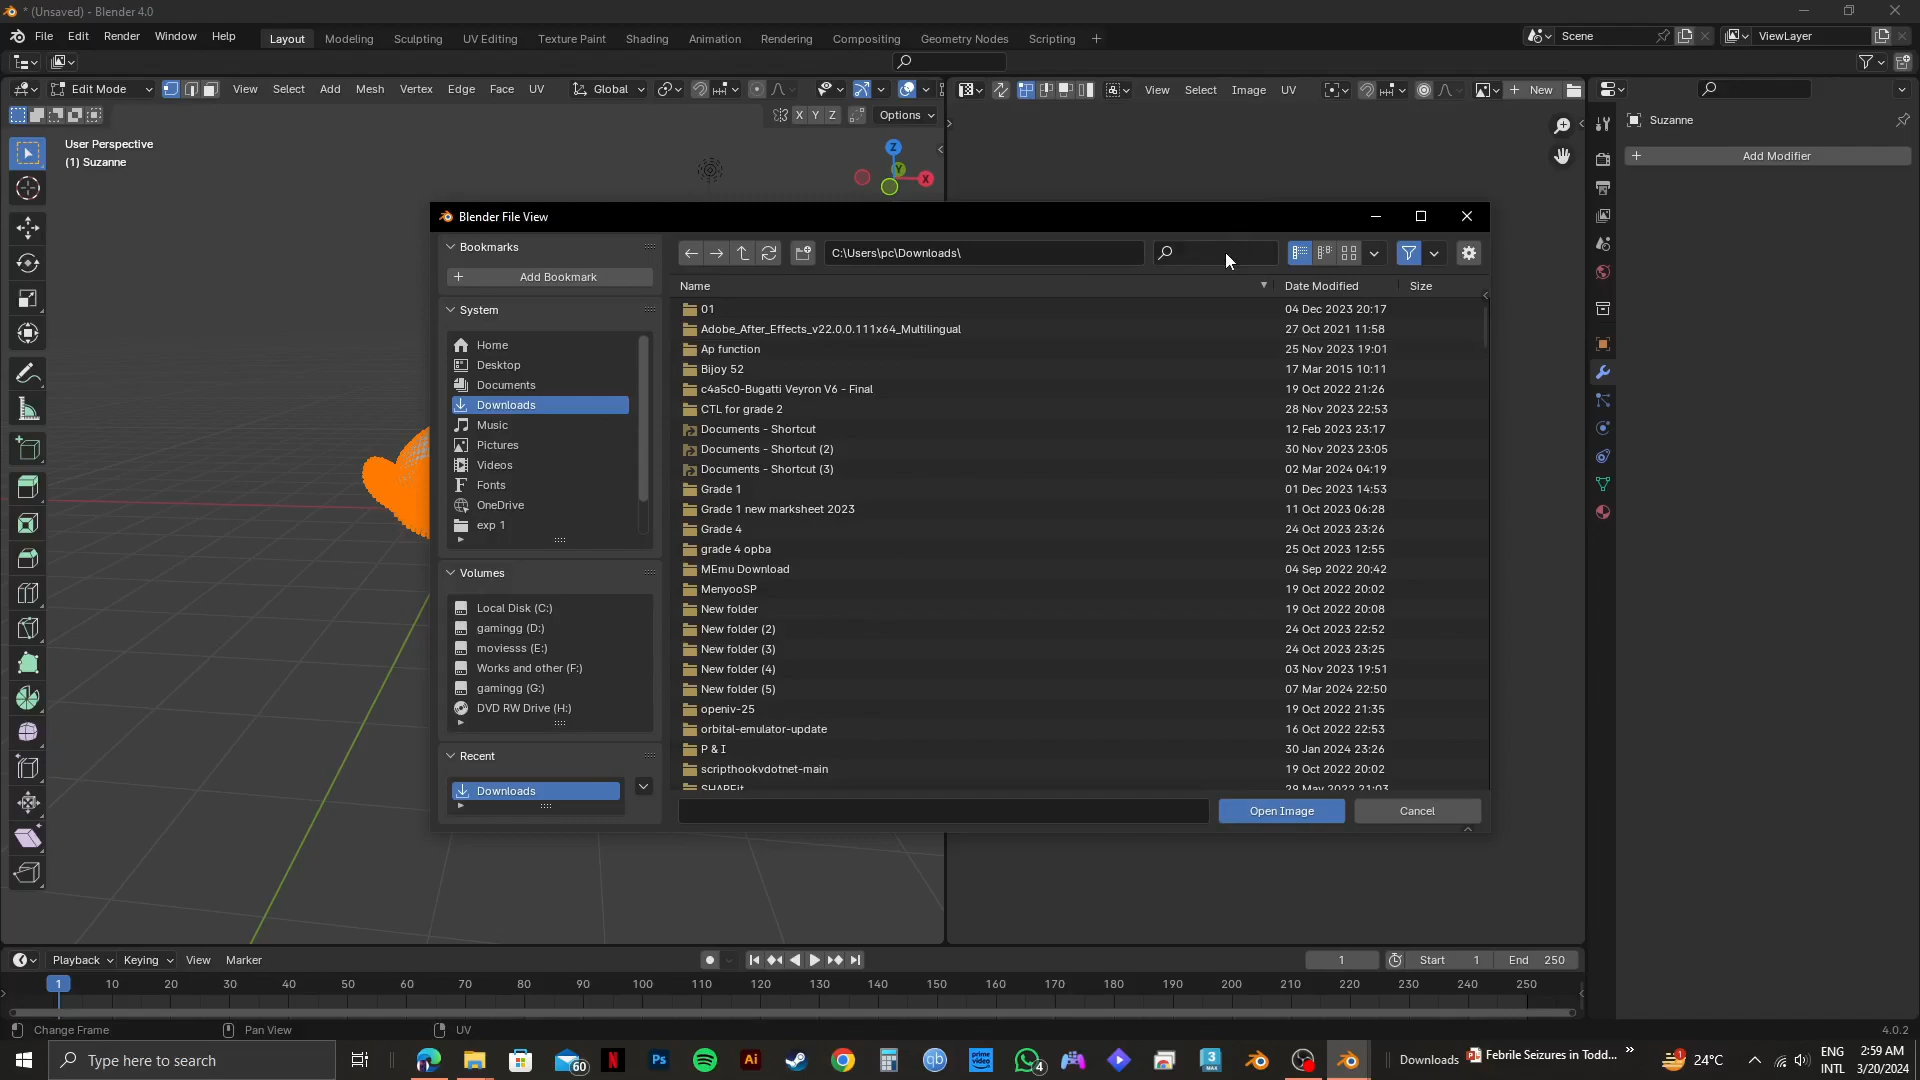 * (Unsaved) - Blender 4.0
File Edit Render Window Help Layout Modeling Sculpting UV Editing Texture Paint Shading Animation Rendering Compositing Geometry Nodes Scripting + Scene ViewLayer
Edit Mode View Select Add Mesh Vertex Edge Face UV Global View Select Image UV + New
X Y Z Options
User Perspective
(1) Suzanne
Z Y X
Suzanne
+ Add Modifier
Blender File View
Bookmarks
+ Add Bookmark
System
Home
Desktop
Documents
Downloads
Music
Pictures
Videos
Fonts
OneDrive
exp 1
Volumes
Local Disk (C:)
gamingg (D:)
moviesss (E:)
Works and other (F:)
gamingg (G:)
DVD RW Drive (H:)
Recent
Downloads
C:\Users\pc\Downloads\
Name Date Modified Size
01 04 Dec 2023 20:17
Adobe_After_Effects_v22.0.0.111x64_Multilingual 27 Oct 2021 11:58
Ap function 25 Nov 2023 19:01
Bijoy 52 17 Mar 2015 10:11
c4a5c0-Bugatti Veyron V6 - Final 19 Oct 2022 21:26
CTL for grade 2 28 Nov 2023 22:53
Documents - Shortcut 12 Feb 2023 23:17
Documents - Shortcut (2) 30 Nov 2023 23:05
Documents - Shortcut (3) 02 Mar 2024 04:19
Grade 1 01 Dec 2023 14:53
Grade 1 new marksheet 2023 11 Oct 2023 06:28
Grade 4 24 Oct 2023 23:26
grade 4 opba 25 Oct 2023 12:55
MEmu Download 04 Sep 2022 20:42
MenyooSP 19 Oct 2022 20:02
New folder 19 Oct 2022 20:08
New folder (2) 24 Oct 2023 22:52
New folder (3) 24 Oct 2023 23:25
New folder (4) 03 Nov 2023 19:51
New folder (5) 07 Mar 2024 22:50
openiv-25 19 Oct 2022 21:35
orbital-emulator-update 16 Oct 2022 22:53
P & I 30 Jan 2024 23:26
scripthookvdotnet-main 19 Oct 2022 20:02
SHAREit 29 May 2022 21:03
Open Image Cancel
Playback Keying View Marker 1 Start 1 End 250
1 10 20 30 40 50 60 70 80 90 100 110 120 130 140 150 160 170 180 190 200 210 220 230 240 250
Change Frame Pan View UV 4.0.2
Type here to search 60 N Ps Ai qb prime video 4 3 MAX Downloads Febrile Seizures in Todd... » 1 24°C ENG INTL 2:59 AM 3/20/2024